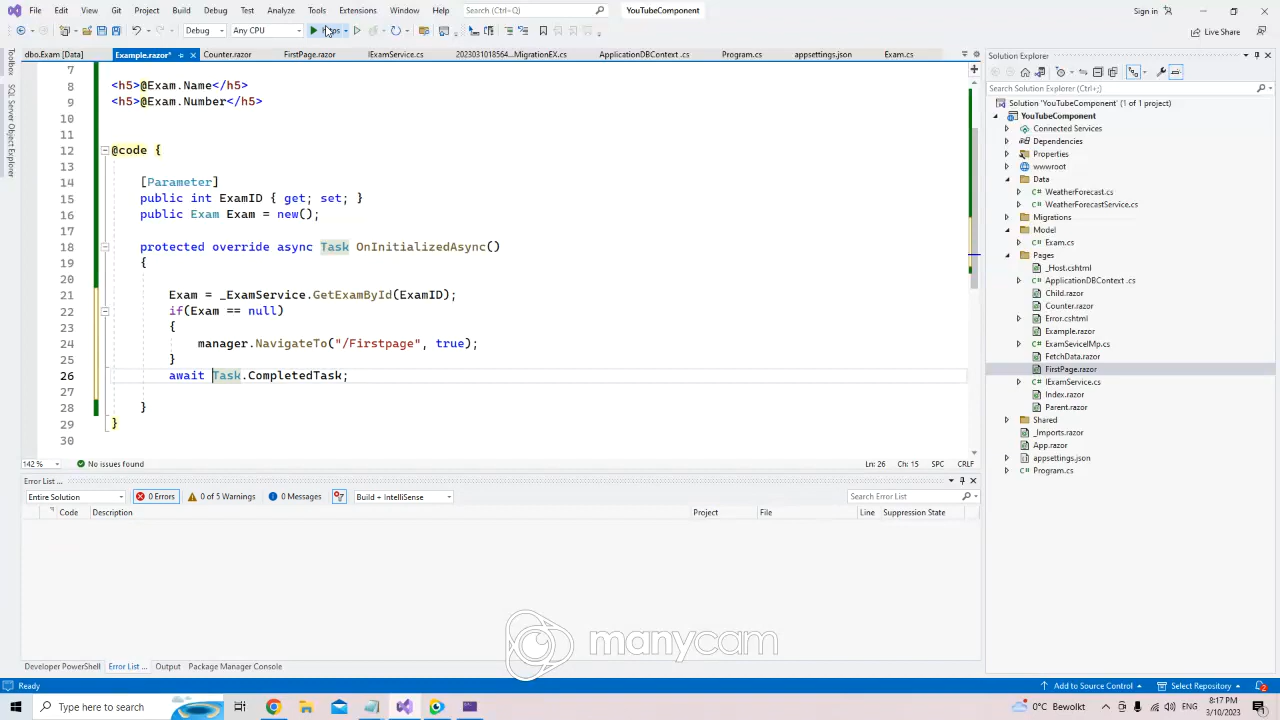 File Edit View Git Project Build Debug Test Analyze Tools Extensions Window Help Search (Ctrl+Q) YouTubeComponent
Debug Any CPU Live Share
Toolbox
SQL Server Object Explorer
dbo.Exam [Data] Example.razor* Counter.razor FirstPage.razor IExamService.cs 2023031018564...MigrationEX.cs ApplicationDBContext .cs Program.cs appsettings.json Exam.cs
7
8 <h5>@Exam.Name</h5>
9 <h5>@Exam.Number</h5>
10
11
12 @code {
13
14 [Parameter]
15 public int ExamID { get; set; }
16 public Exam Exam = new();
17
18 protected override async Task OnInitializedAsync()
19 {
20
21 Exam = _ExamService.GetExamById(ExamID);
22 if(Exam == null)
23 {
24 manager.NavigateTo("/Firstpage", true);
25 }
26 await Task.CompletedTask;
27
28 }
29 }
30
142 % No issues found Ln: 26 Ch: 15 SPC CRLF
Error List ...
Entire Solution 0 Errors 0 of 5 Warnings 0 Messages Build + IntelliSense Search Error List
Code Description Project File Line Suppression State
manycam
Developer PowerShell Error List ... Output Package Manager Console
Solution Explorer
Search Solution Explorer (Ctrl+;)
Solution 'YouTubeComponent' (1 of 1 project)
YouTubeComponent
Connected Services
Dependencies
Properties
wwwroot
Data
WeatherForecast.cs
WeatherForecastService.cs
Migrations
Model
Exam.cs
Pages
_Host.cshtml
ApplicationDBContext .cs
Child.razor
Counter.razor
Error.cshtml
Example.razor
ExamSeviceIMp.cs
FetchData.razor
FirstPage.razor
IExamService.cs
Index.razor
Parent.razor
Shared
_Imports.razor
App.razor
appsettings.json
Program.cs
Ready Add to Source Control Select Repository 2
Type here to search 0°C Bewolkt 8:17 PM
3/10/2023